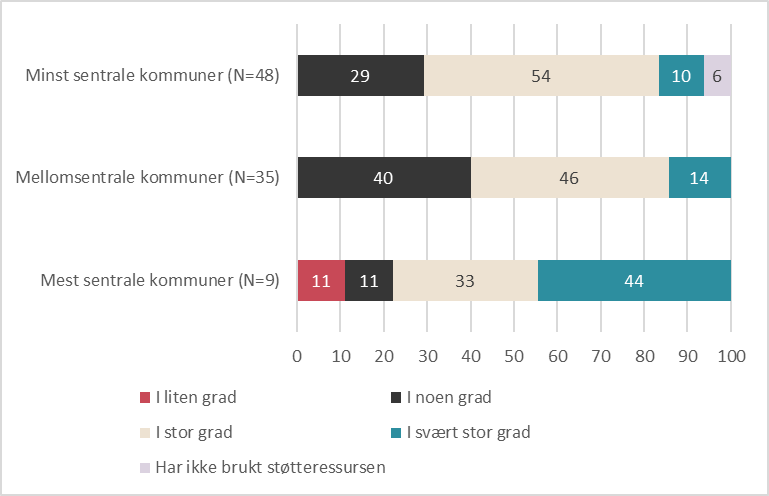 Minst sentrale kommuner (N=48) 29 54 10 6
Mellomsentrale kommuner (N=35) 40 46 14
Mest sentrale kommuner (N=9) 11 11 33 44
0 10 20 30 40 50 60 70 80 90 100
I liten grad I noen grad
I stor grad I svært stor grad
Har ikke brukt støtteressursen